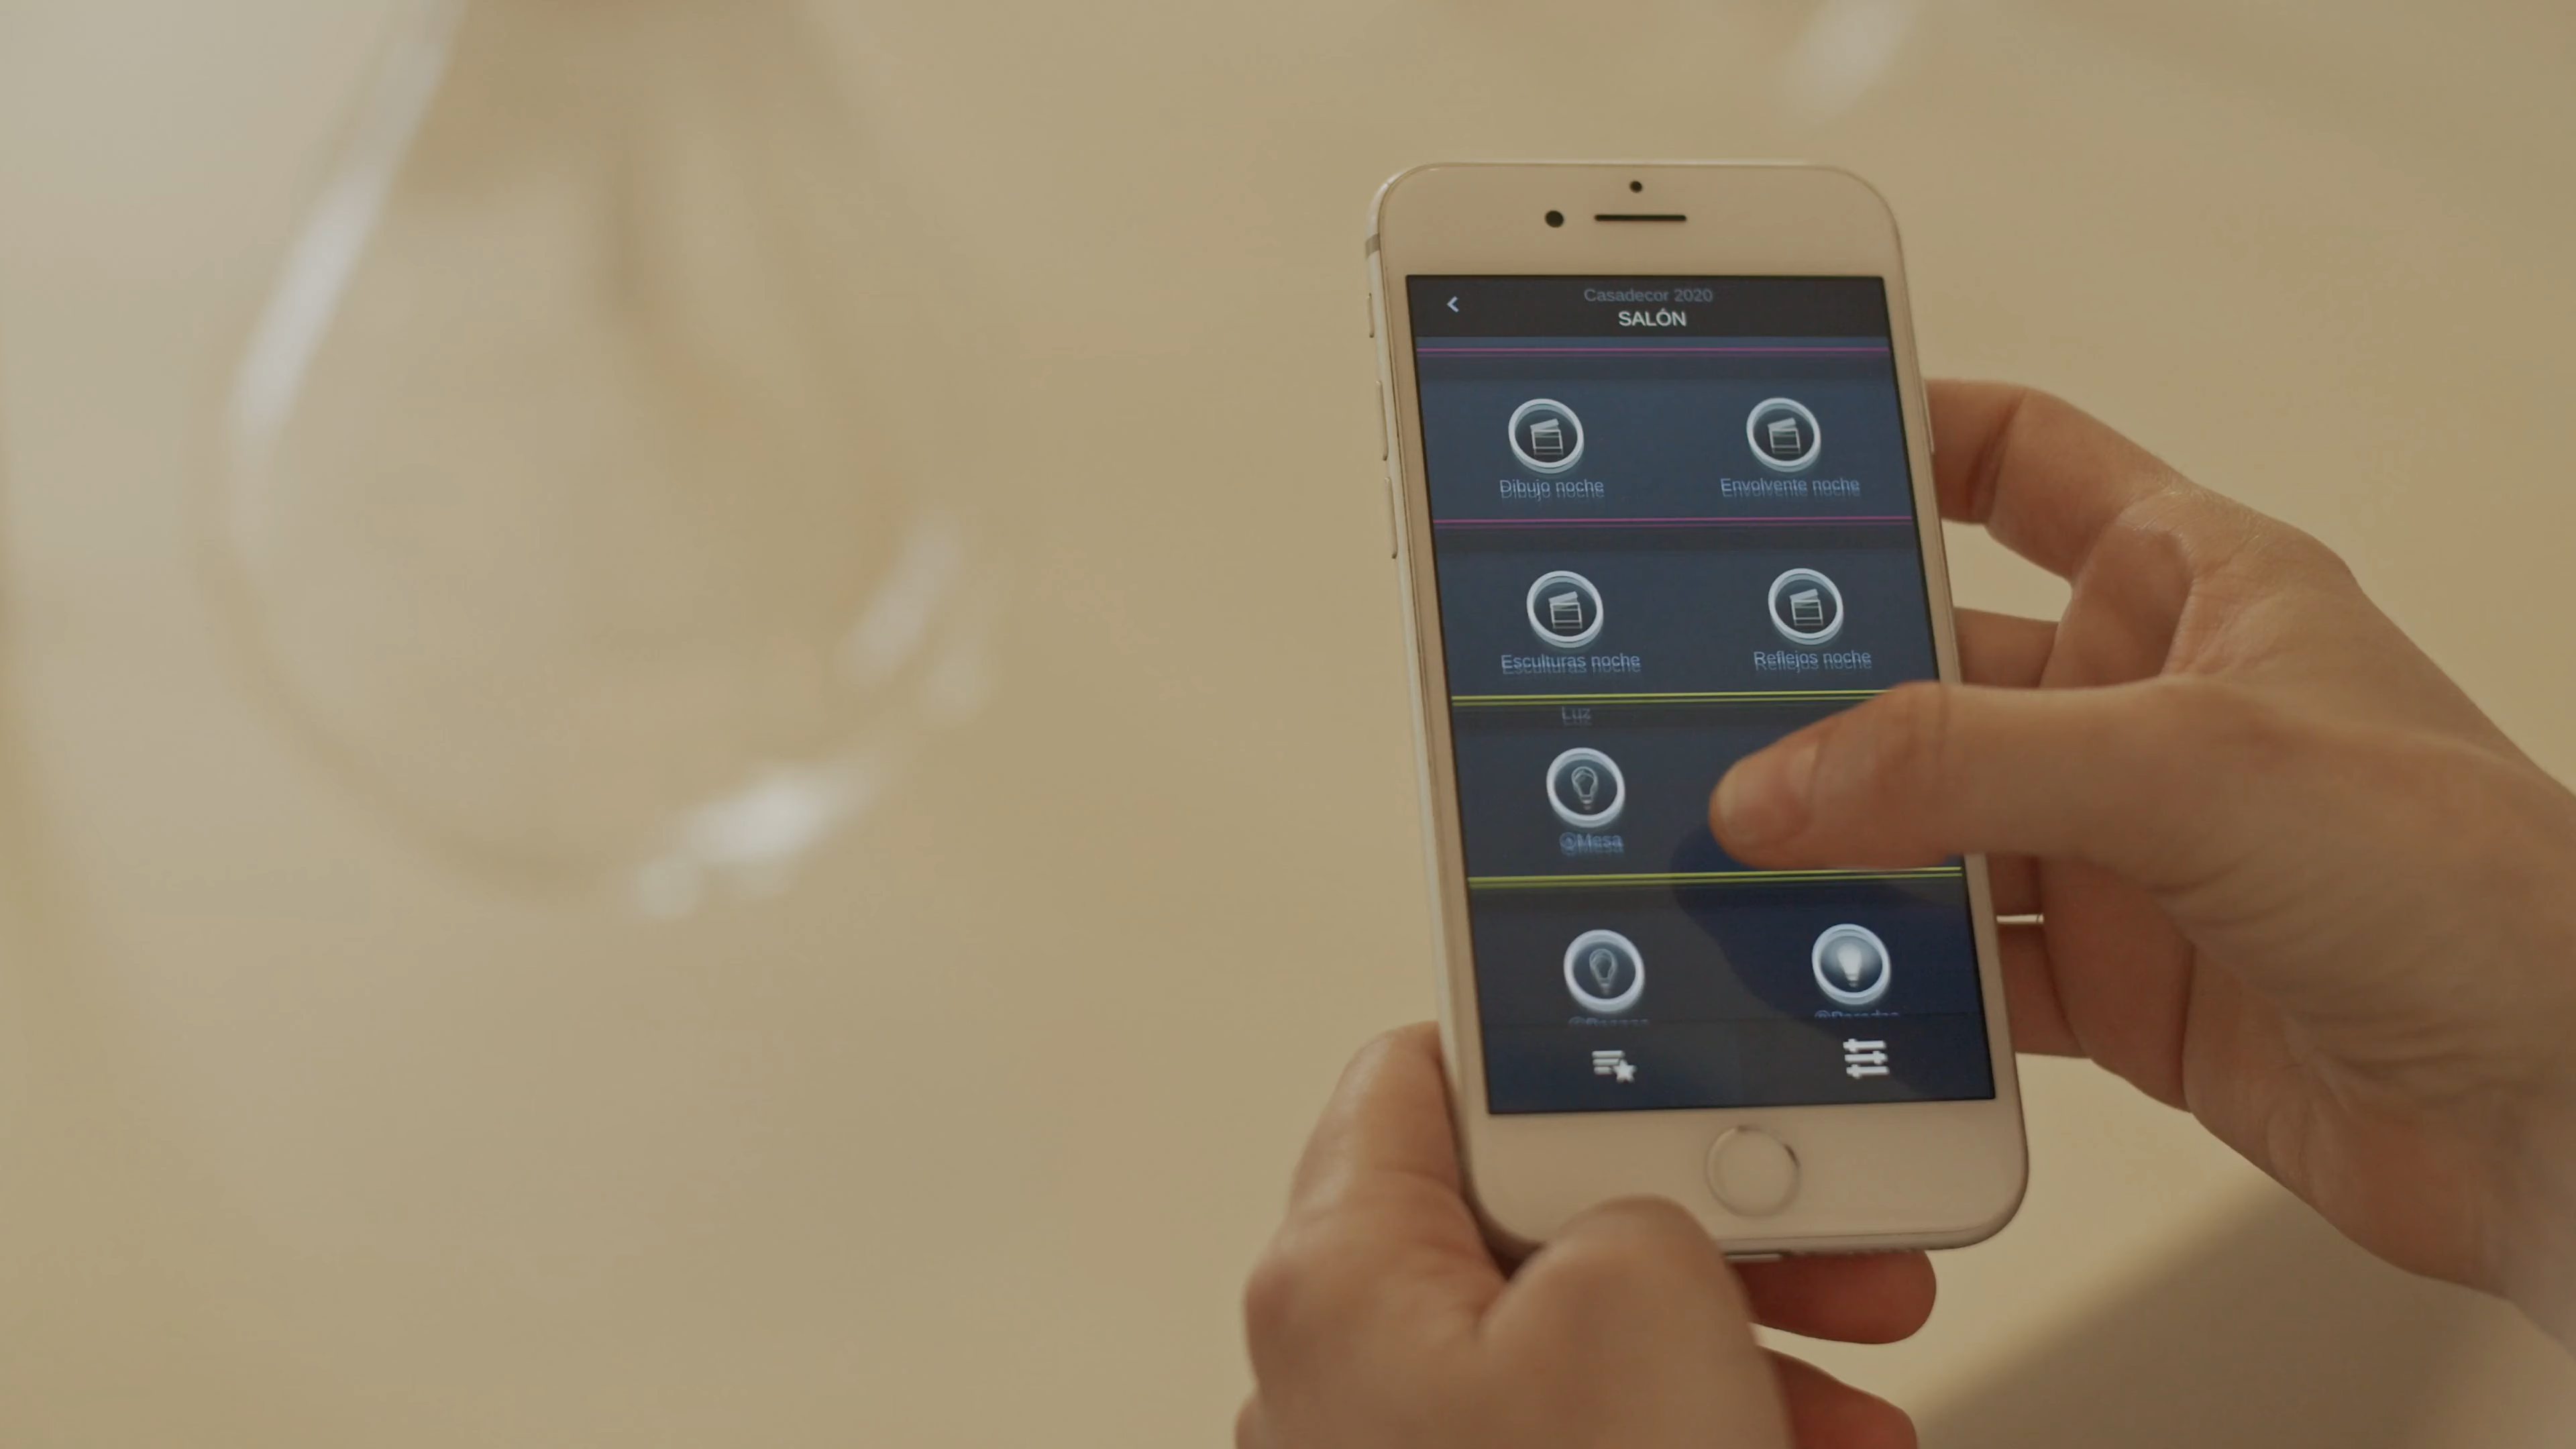 Casadecor 2020
SALÓN
Dibujo noche
Envolvente noche
Esculturas noche
Reflejos noche
Luz
@Mesa